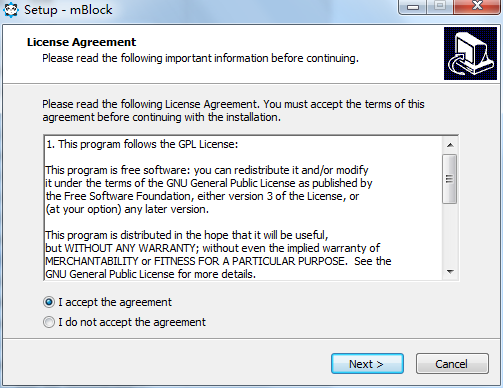 Setup - mBlock
License Agreement
Please read the following important information before continuing.
Please read the following License Agreement. You must accept the terms of this
agreement before continuing with the installation.
1. This program follows the GPL License:
This program is free software: you can redistribute it and/or modify
it under the terms of the GNU General Public License as published by
the Free Software Foundation, either version 3 of the License, or
(at your option) any later version.
This program is distributed in the hope that it will be useful,
but WITHOUT ANY WARRANTY; without even the implied warranty of
MERCHANTABILITY or FITNESS FOR A PARTICULAR PURPOSE.  See the
GNU General Public License for more details.
I accept the agreement
I do not accept the agreement
Next >
Cancel